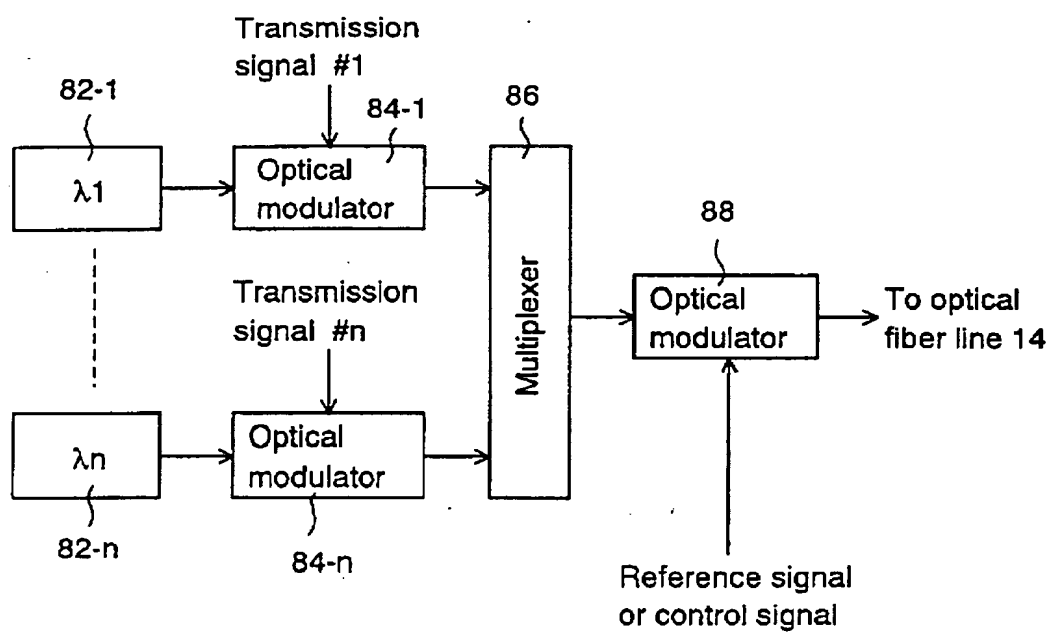 Transmission
signal #1
82-1
84-1
86
λ1
Optical
modulator
88
Transmission
signal #n
Multiplexer
Optical
modulator
To optical
fiber line 14
λn
Optical
modulator
82-n
84-n
Reference signal
or control signal